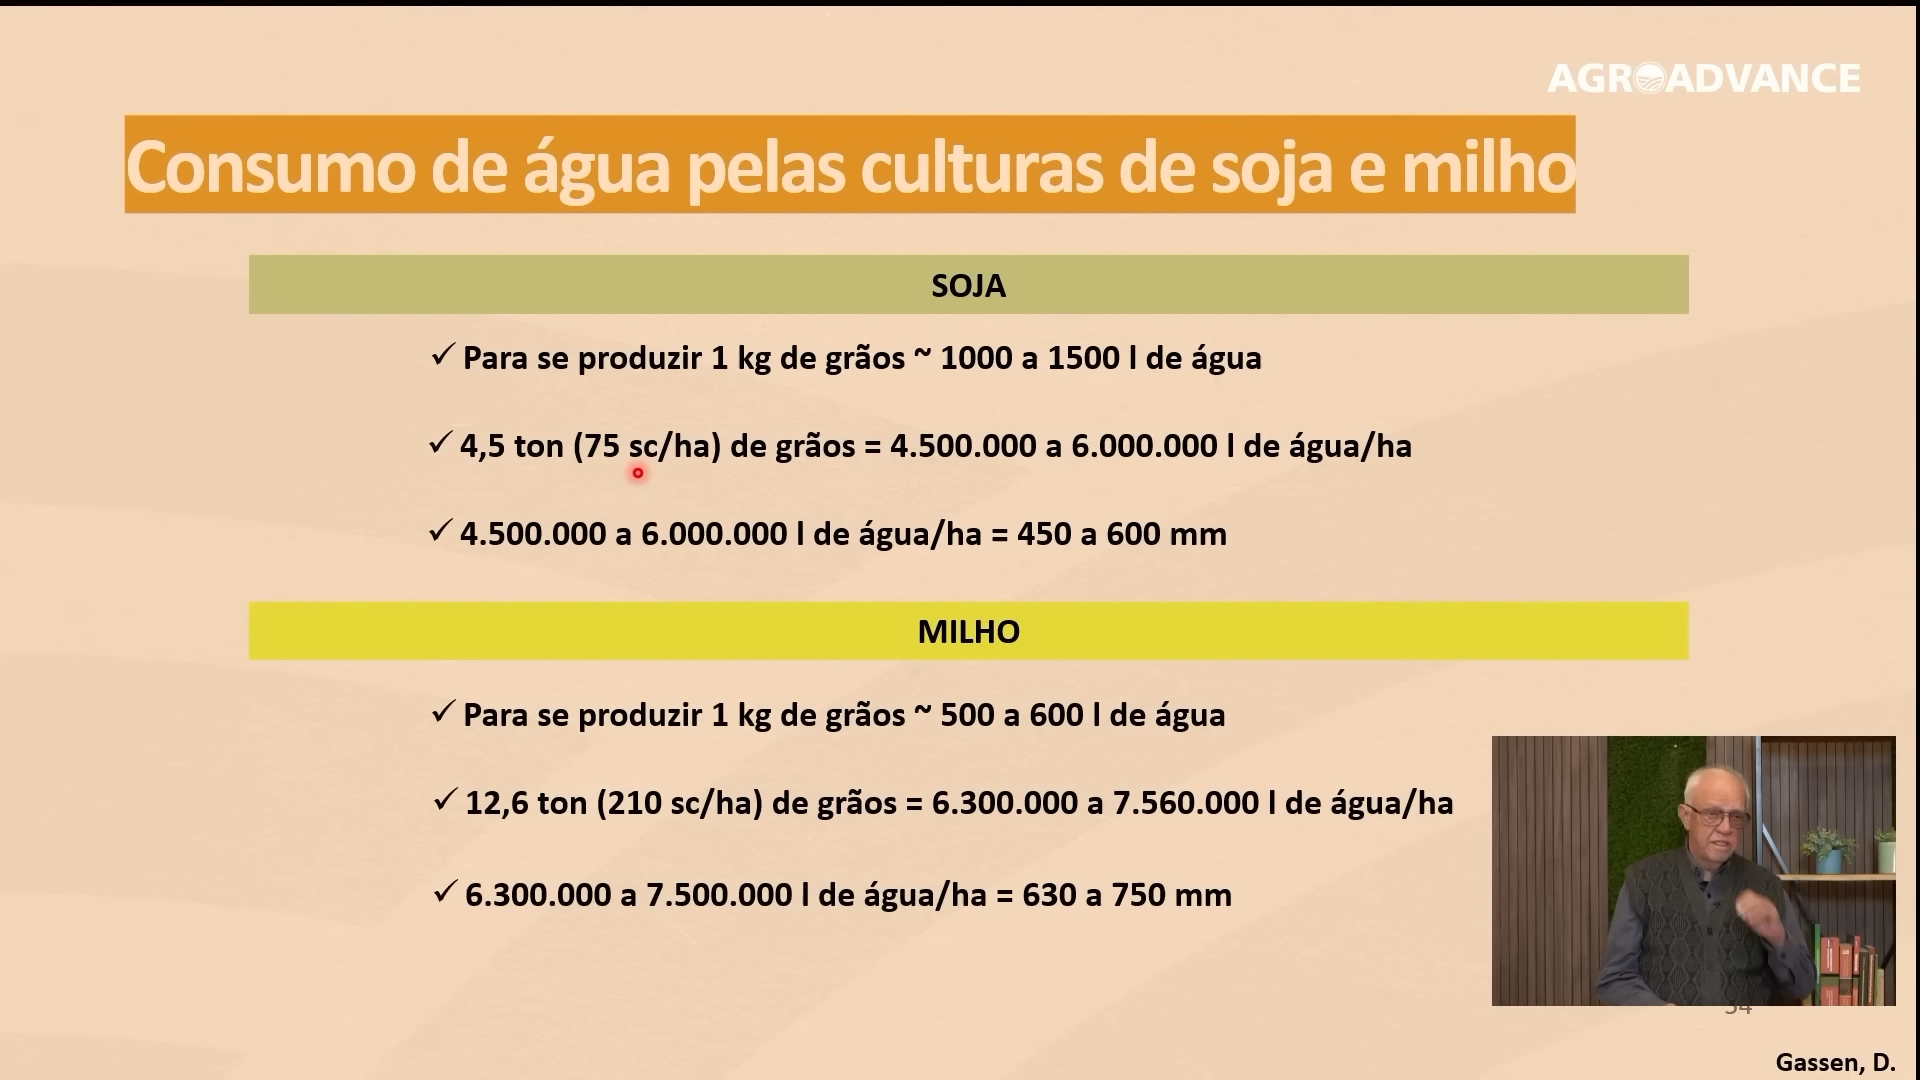 AGROADVANCE
Consumo de água pelas culturas de soja e milho
SOJA
✓ Para se produzir 1 kg de grãos ~ 1000 a 1500 l de água
✓ 4,5 ton (75 sc/ha) de grãos = 4.500.000 a 6.000.000 l de água/ha
✓ 4.500.000 a 6.000.000 l de água/ha = 450 a 600 mm
MILHO
✓ Para se produzir 1 kg de grãos ~ 500 a 600 l de água
✓ 12,6 ton (210 sc/ha) de grãos = 6.300.000 a 7.560.000 l de água/ha
✓ 6.300.000 a 7.500.000 l de água/ha = 630 a 750 mm
Gassen, D.